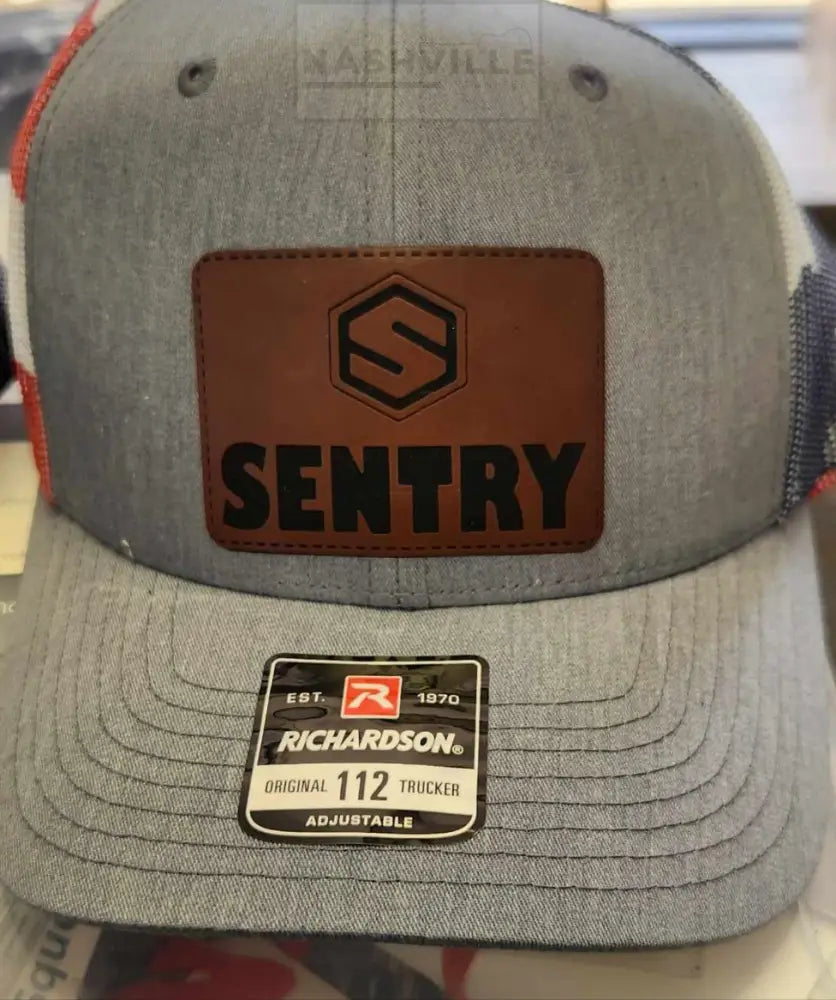 NASHVILLE
S
SENTRY
EST. R 1970
RICHARDSON®
ORIGINAL 112 TRUCKER
ADJUSTABLE